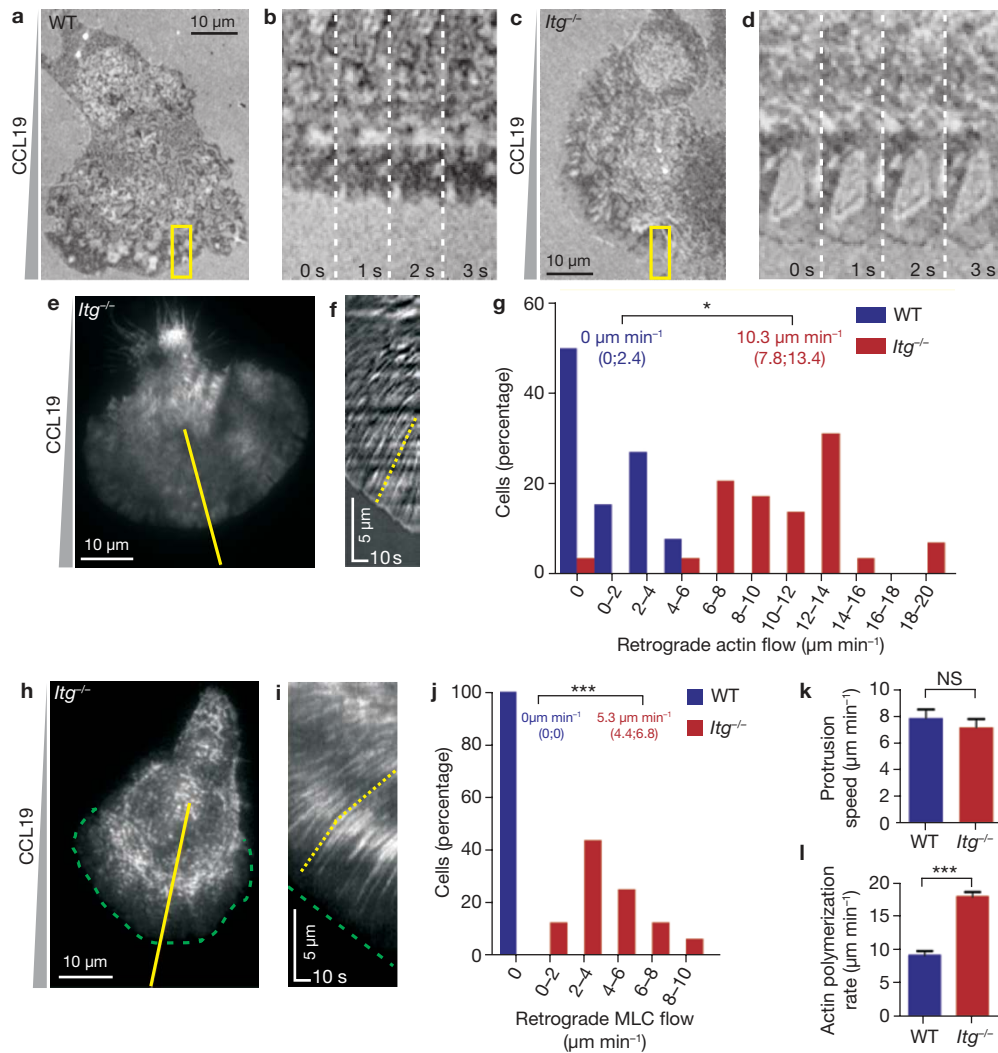 a
WT
10 µm
CCL19
b
0 s 1 s 2 s 3 s
c
Itg–/–
10 µm
CCL19
d
0 s 1 s 2 s 3 s
e
Itg–/–
10 µm
CCL19
f
5 µm
10 s
g
60
40
20
0
Cells (percentage)
*
0 µm min–1
(0;2.4)
10.3 µm min–1
(7.8;13.4)
WT
Itg–/–
0 0–2 2–4 4–6 6–8 8–10 10–12 12–14 14–16 16–18 18–20
Retrograde actin flow (µm min–1)
h
Itg–/–
10 µm
CCL19
i
5 µm
10 s
j
100
80
60
40
20
0
Cells (percentage)
***
0µm min–1
(0;0)
5.3 µm min–1
(4.4;6.8)
WT
Itg–/–
0 0–2 2–4 4–6 6–8 8–10
Retrograde MLC flow
(µm min–1)
k
NS
10
8
6
4
2
0
Protrusion
speed (µm min–1)
WT Itg–/–
l
***
20
15
10
5
0
Actin polymerization
rate (µm min–1)
WT Itg–/–